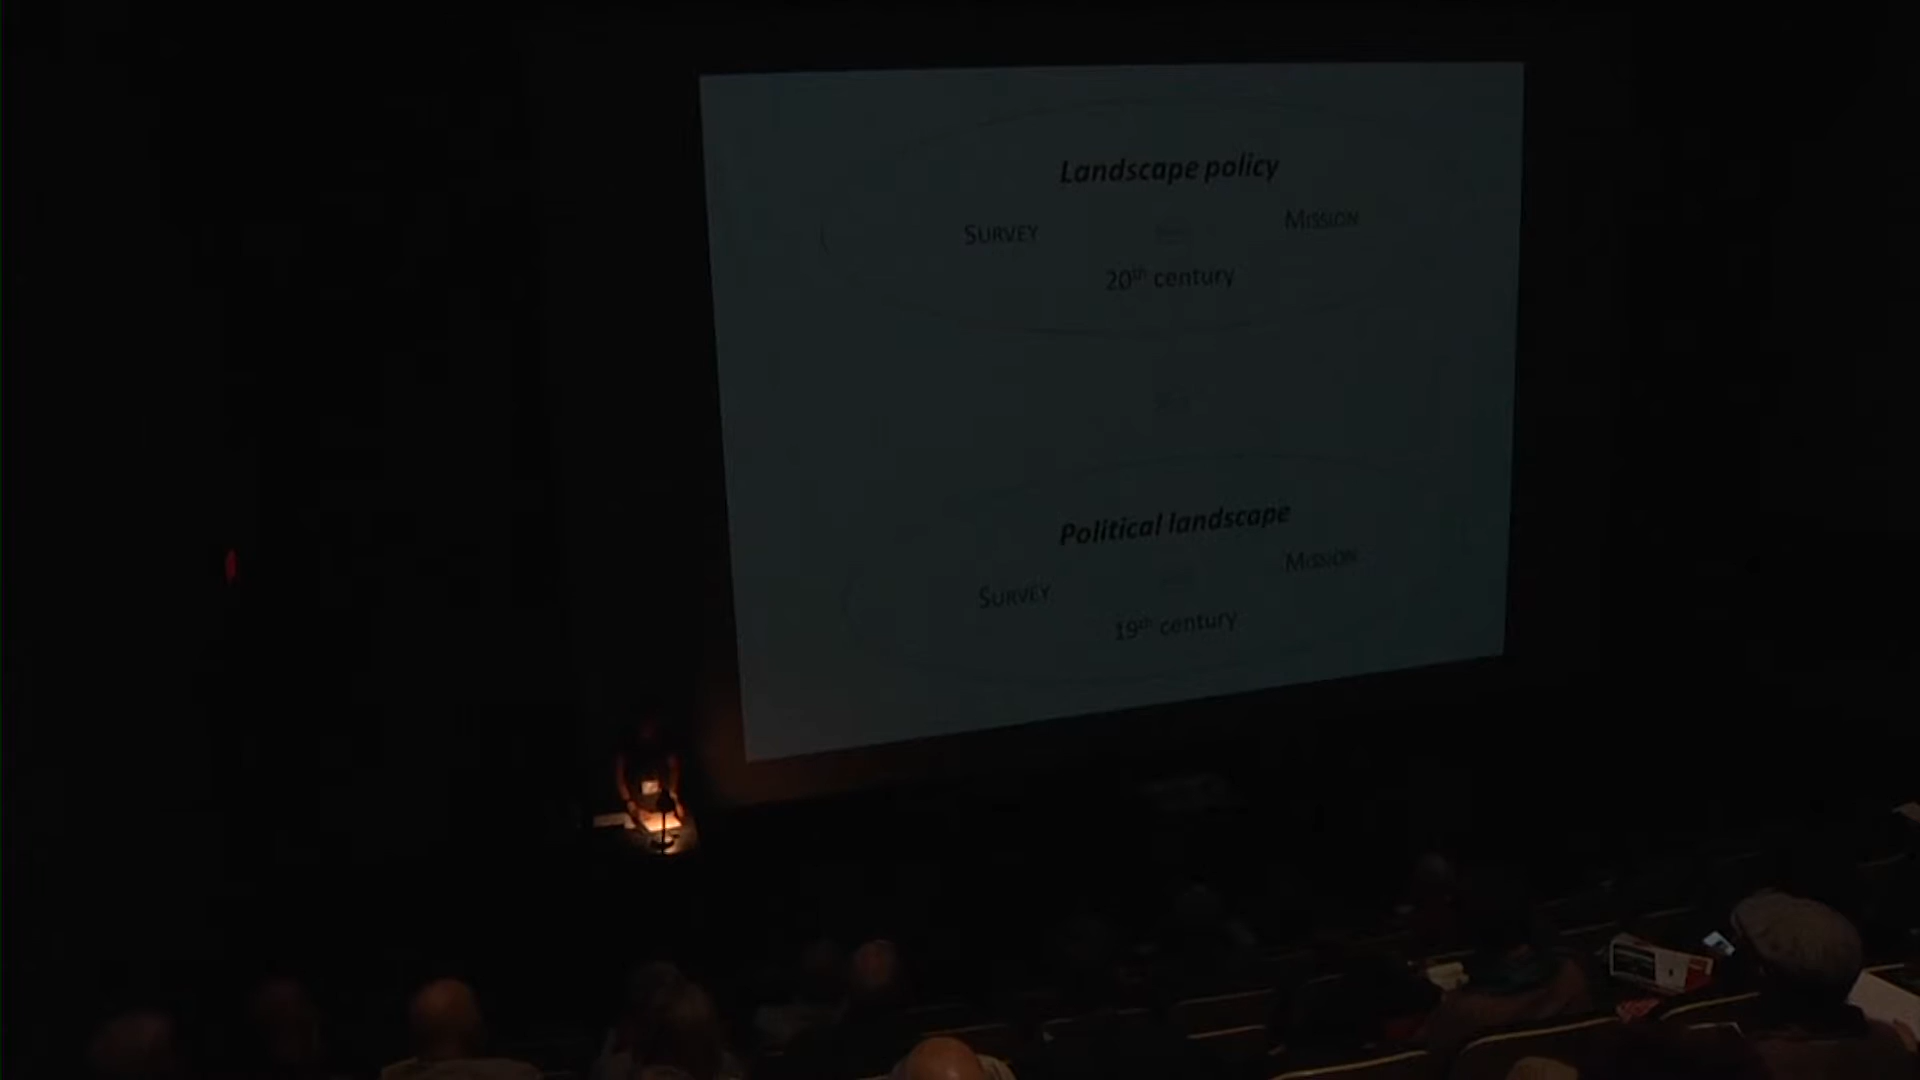 Landscape policy
SURVEY MISSION
20th century
Political landscape
SURVEY MISSION
19th century